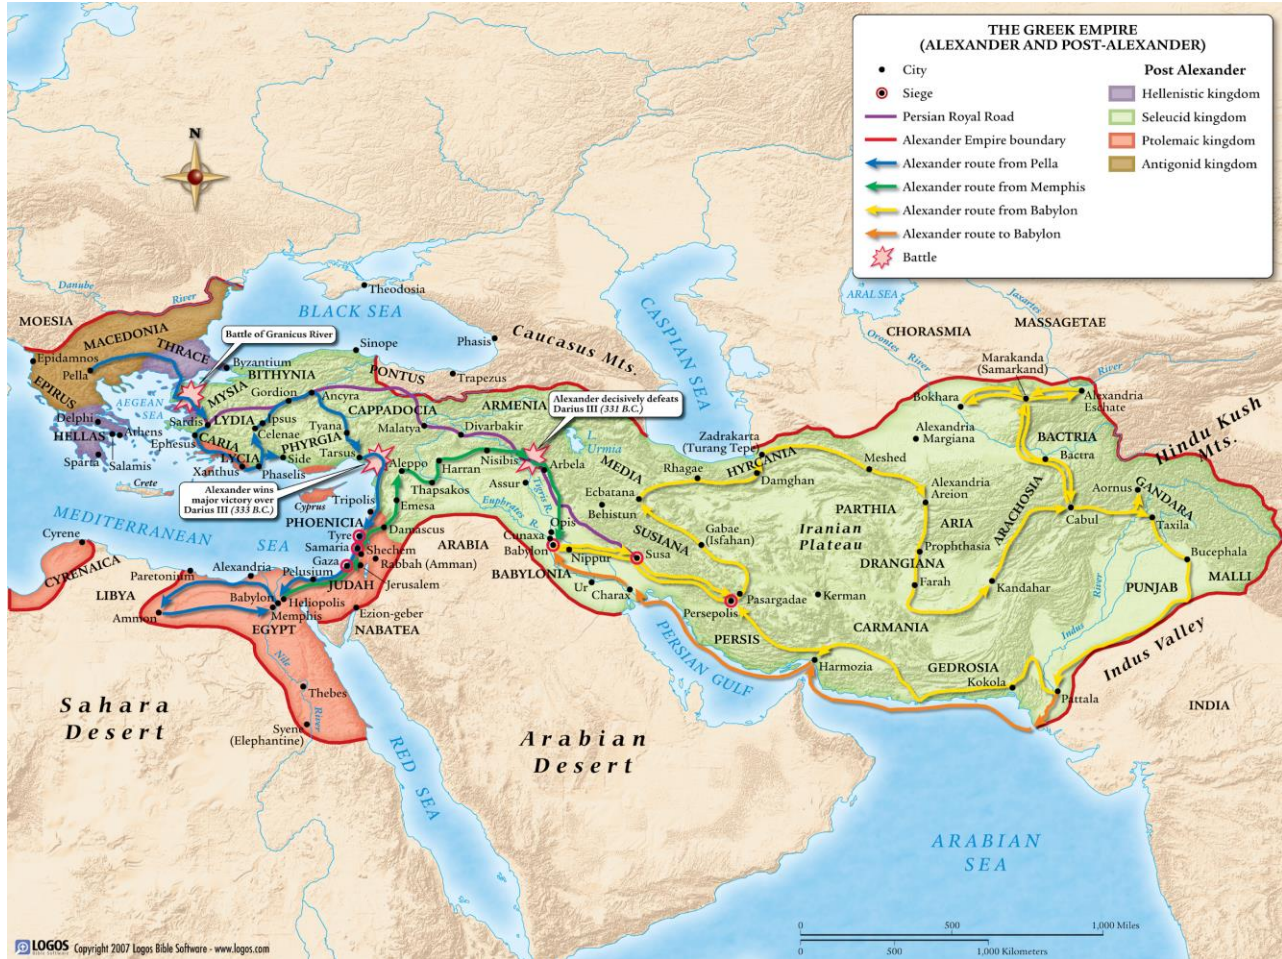 THE GREEK EMPIRE
(ALEXANDER AND POST-ALEXANDER)
City
Siege
Persian Royal Road
Alexander Empire boundary
Alexander route from Pella
Alexander route from Memphis
Alexander route from Babylon
Alexander route to Babylon
Battle
Post Alexander
Hellenistic kingdom
Seleucid kingdom
Ptolemaic kingdom
Antigonid kingdom
N
Danube
River
MOESIA
MACEDONIA
THRACE
Epidamnos
Pella
EPIRUS
AEGEAN
SEA
Delphi
HELLAS
Athens
Sparta
Salamis
Crete
Battle of Granicus River
Byzantium
BITHYNIA
MYSIA
Gordion
Sardis
LYDIA
Ipsus
Celenae
Ephesus
CARIA
PHYRGIA
LYCIA
Side
Xanthus
Phaselis
BLACK SEA
Theodosia
Sinope
Phasis
PONTUS
Trapezus
Caucasus Mts.
Ancyra
CAPPADOCIA
Malatya
Tyana
Tarsus
ARMENIA
Divarbakir
Alexander decisively defeats
Darius III (331 B.C.)
Alexander wins
major victory over
Darius III (333 B.C.)
Cyprus
Aleppo
Harran
Nisibis
Arbela
Thapsakos
Assur
Euphrates
R.
Tigris R.
L.
Urmia
Emesa
Tripolis
PHOENICIA
Damascus
Tyre
Samaria
Shechem
Gaza
Rabbah (Amman)
JUDAH
Jerusalem
ARABIA
MEDITERRANEAN
SEA
Cyrene
CYRENAICA
Paretonium
Alexandria
Pelusium
LIBYA
Babylon
Heliopolis
Memphis
Ammon
EGYPT
Ezion-geber
NABATEA
Nile
River
Thebes
Syene
(Elephantine)
Sahara
Desert
RED SEA
Arabian
Desert
CASPIAN SEA
ARAL SEA
CHORASMIA
MASSAGETAE
Jaxartes
River
Orontes
River
Marakanda
(Samarkand)
Bokhara
Alexandria
Eschate
Alexandria
Margiana
BACTRIA
Bactra
Hindu Kush
Mts.
Zadrakarta
(Turang Tepe)
MEDIA
Rhagae
HYRCANIA
Damghan
Meshed
Ecbatana
Behistun
PARTHIA
Alexandria
Areion
ARIA
ARACHOSIA
Aornus
GANDARA
Cabul
Taxila
Opis
Cunaxa
Babylon
Nippur
SUSIANA
Susa
Gabae
(Isfahan)
Iranian
Plateau
Prophthasia
DRANGIANA
Farah
Kandahar
Bucephala
PUNJAB
MALLI
BABYLONIA
Ur
Charax
Pasargadae
Persepolis
PERSIS
Kerman
CARMANIA
River
Indus
Indus Valley
PERSIAN GULF
Harmozia
GEDROSIA
Kokola
Pattala
INDIA
ARABIAN
SEA
0 500 1,000 Miles
0 500 1,000 Kilometers
LOGOS
Bible Software
Copyright 2007 Logos Bible Software - www.logos.com